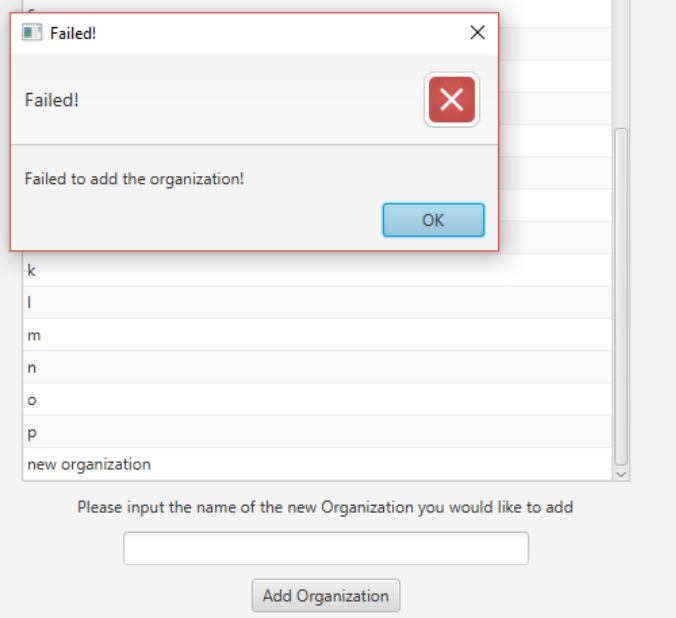 Failed!
Failed!
Failed to add the organization!
OK
k
l
m
n
o
p
new organization
Please input the name of the new Organization you would like to add
Add Organization